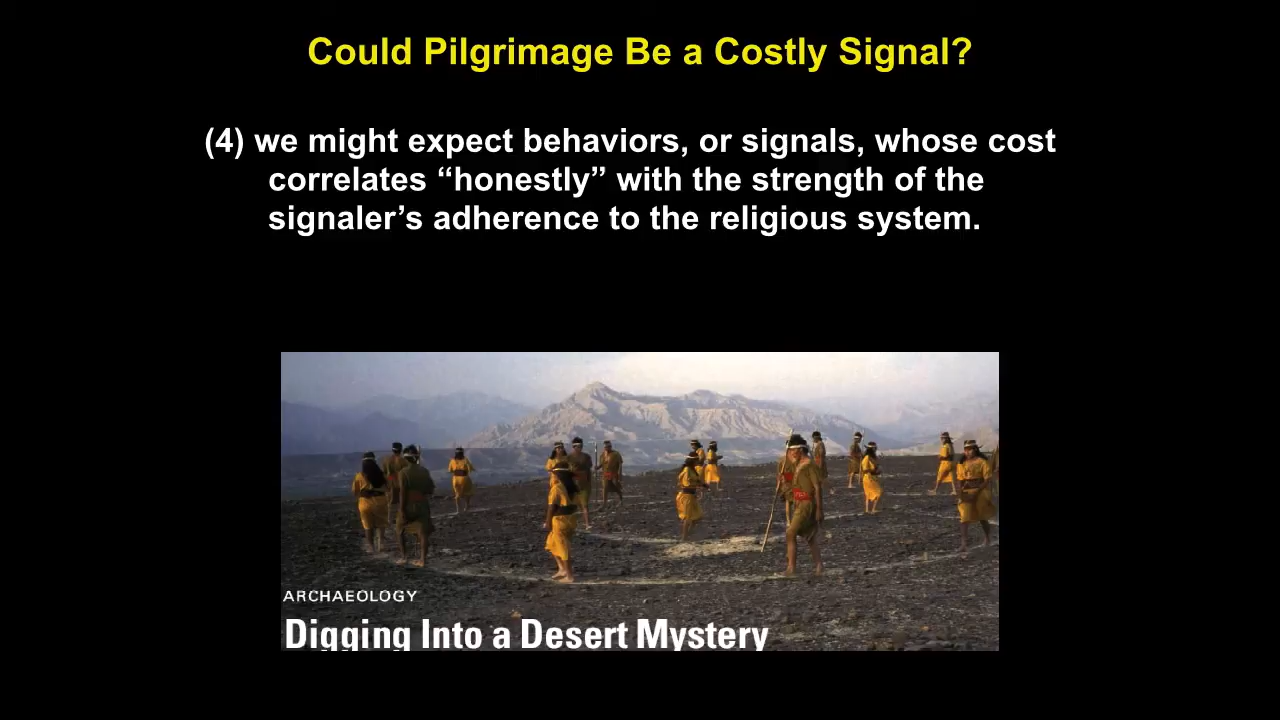 Could Pilgrimage Be a Costly Signal?
(4) we might expect behaviors, or signals, whose cost
correlates “honestly” with the strength of the
signaler’s adherence to the religious system.
ARCHAEOLOGY
Digging Into a Desert Mystery